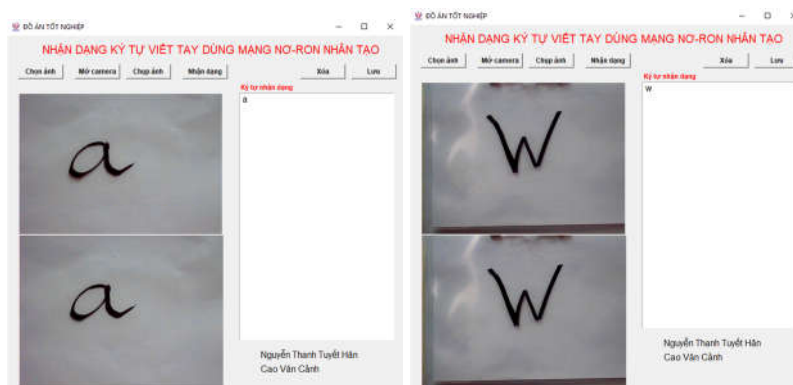 ĐỒ ÁN TỐT NGHIỆP
NHẬN DẠNG KÝ TỰ VIẾT TAY DÙNG MẠNG NƠ-RON NHÂN TẠO
Chọn ảnh Mở camera Chụp ảnh Nhận dạng Xóa Lưu
Ký tự nhận dạng
a
a
a
Nguyễn Thanh Tuyết Hân
Cao Văn Cảnh
ĐỒ ÁN TỐT NGHIỆP
NHẬN DẠNG KÝ TỰ VIẾT TAY DÙNG MẠNG NƠ-RON NHÂN TẠO
Chọn ảnh Mở camera Chụp ảnh Nhận dạng Xóa Lưu
Ký tự nhận dạng
w
W
W
Nguyễn Thanh Tuyết Hân
Cao Văn Cảnh